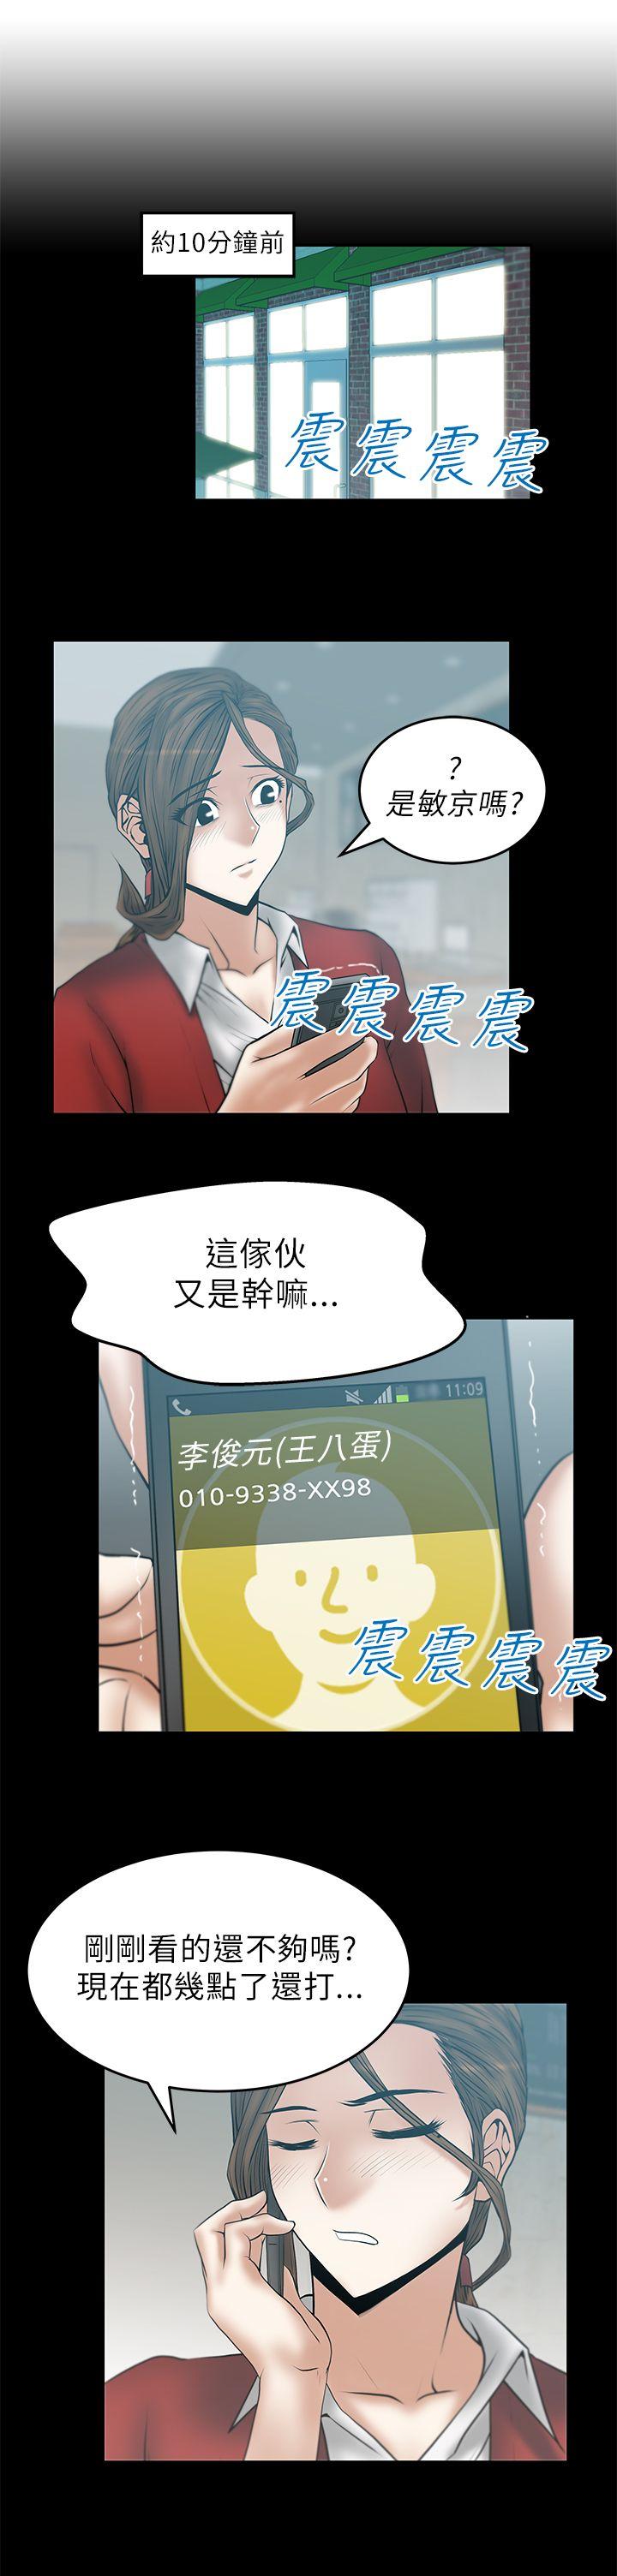 約10分鐘前
震震震震
?
是敏京嗎?
震震震震
這傢伙
又是幹嘛...
11:09
李俊元(王八蛋)
010-9338-XX98
震震震震
剛剛看的還不夠嗎?
現在都幾點了還打...